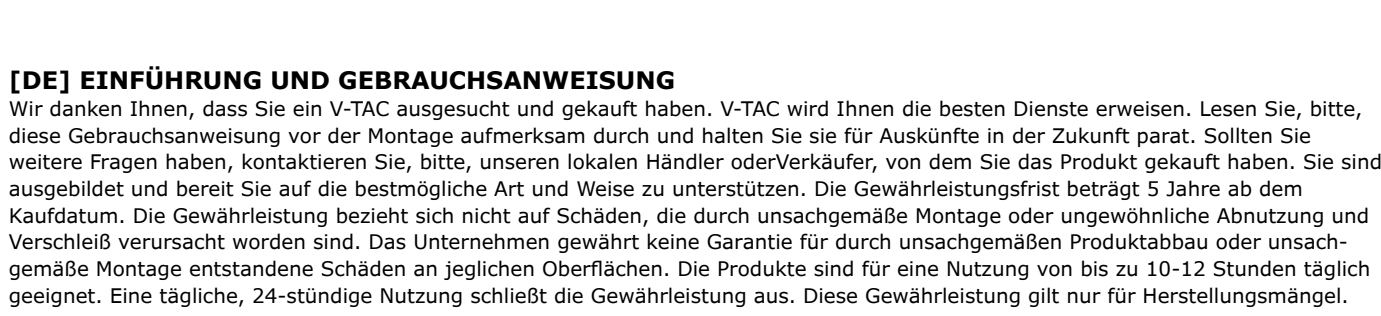 [DE] EINFÜHRUNG UND GEBRAUCHSANWEISUNG
Wir danken Ihnen, dass Sie ein V-TAC ausgesucht und gekauft haben. V-TAC wird Ihnen die besten Dienste erweisen. Lesen Sie, bitte,
diese Gebrauchsanweisung vor der Montage aufmerksam durch und halten Sie sie für Auskünfte in der Zukunft parat. Sollten Sie
weitere Fragen haben, kontaktieren Sie, bitte, unseren lokalen Händler oderVerkäufer, von dem Sie das Produkt gekauft haben. Sie sind
ausgebildet und bereit Sie auf die bestmögliche Art und Weise zu unterstützen. Die Gewährleistungsfrist beträgt 5 Jahre ab dem
Kaufdatum. Die Gewährleistung bezieht sich nicht auf Schäden, die durch unsachgemäße Montage oder ungewöhnliche Abnutzung und
Verschleiß verursacht worden sind. Das Unternehmen gewährt keine Garantie für durch unsachgemäßen Produktabbau oder unsach-
gemäße Montage entstandene Schäden an jeglichen Oberflächen. Die Produkte sind für eine Nutzung von bis zu 10-12 Stunden täglich
geeignet. Eine tägliche, 24-stündige Nutzung schließt die Gewährleistung aus. Diese Gewährleistung gilt nur für Herstellungsmängel.